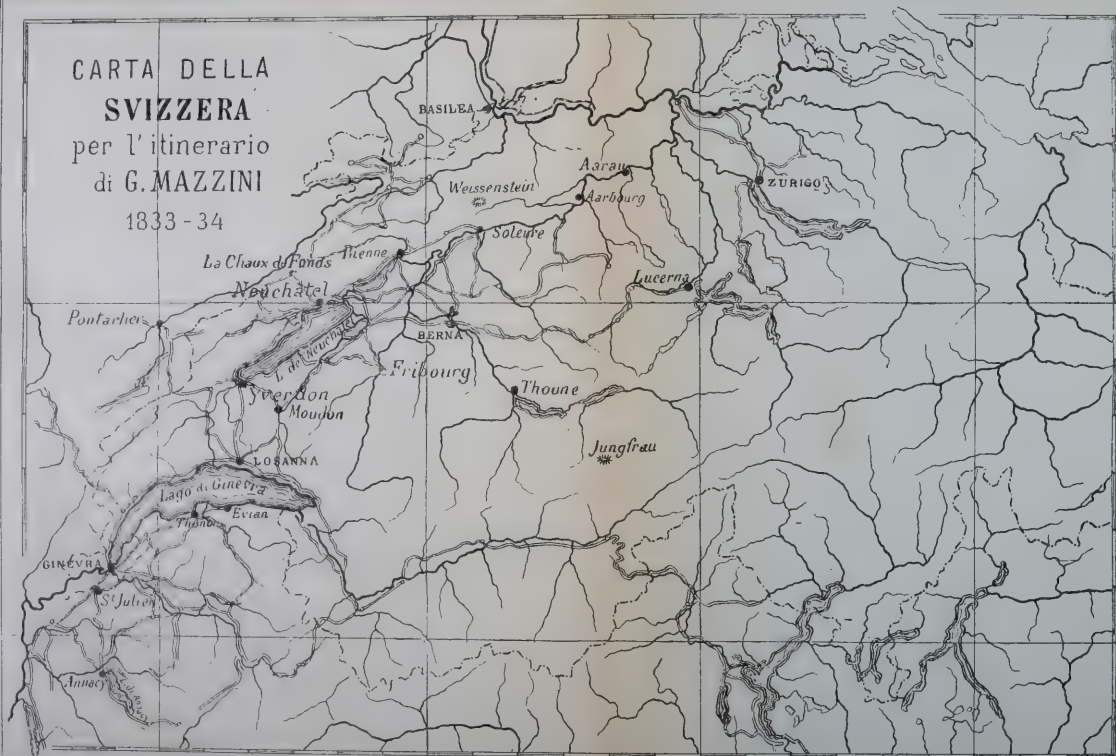 CARTA DELLA
SVIZZERA
per l'itinerario
di G. MAZZINI
1833-34
BASILEA
Aarau
Weissenstein
Aarbourg
ZURIGO
Soleure
La Chaux de Fonds
Bienne
Lucerna
Neuchâtel
Pontarlier
L. de Neuchâtel
BERNA
Fribourg
Yverdon
Thoune
Moudon
Jungfrau
LOSANNA
Lago di Ginevra
Evian
Thonon
GINEVRA
St Julien
Annacy